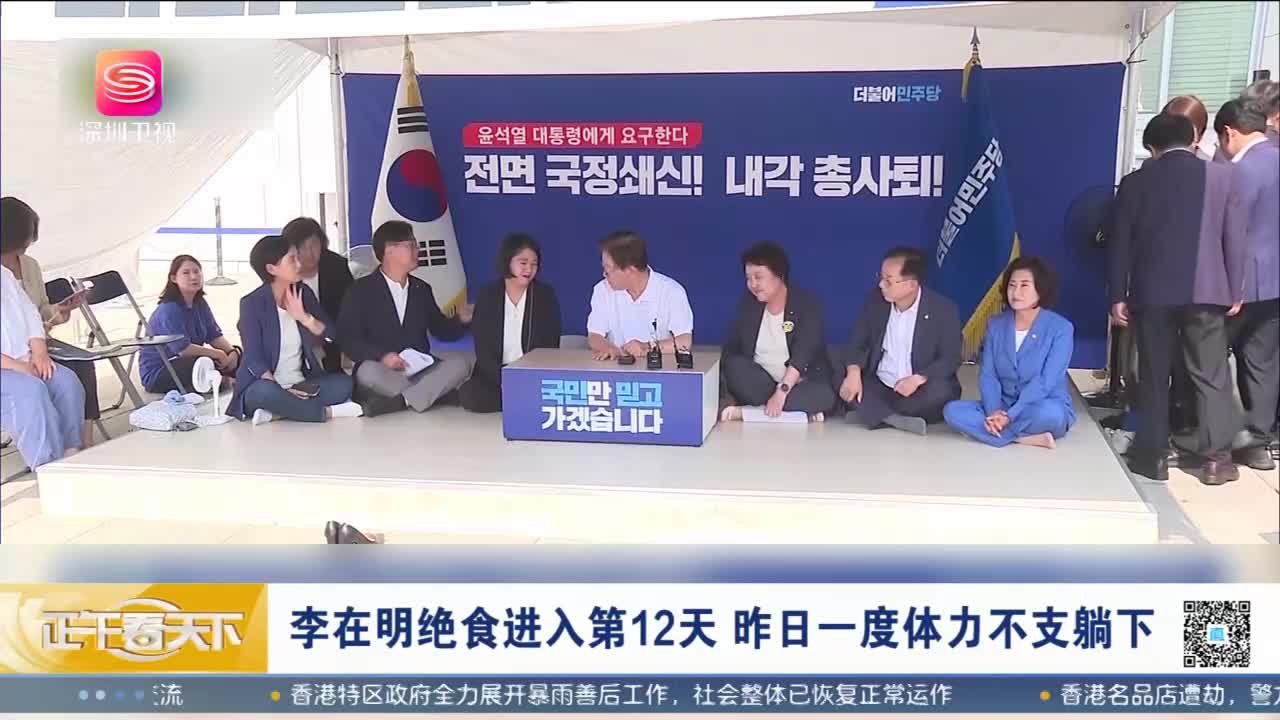 深圳卫视
더불어민주당
윤석열 대통령에게 요구한다
전면 국정쇄신! 내각 총사퇴!
더불어민주당
국민만 믿고
가겠습니다
正午看天下
李在明绝食进入第12天 昨日一度体力不支躺下
交流 • 香港特区政府全力展开暴雨善后工作，社会整体已恢复正常运作 • 香港名品店遭劫，警方